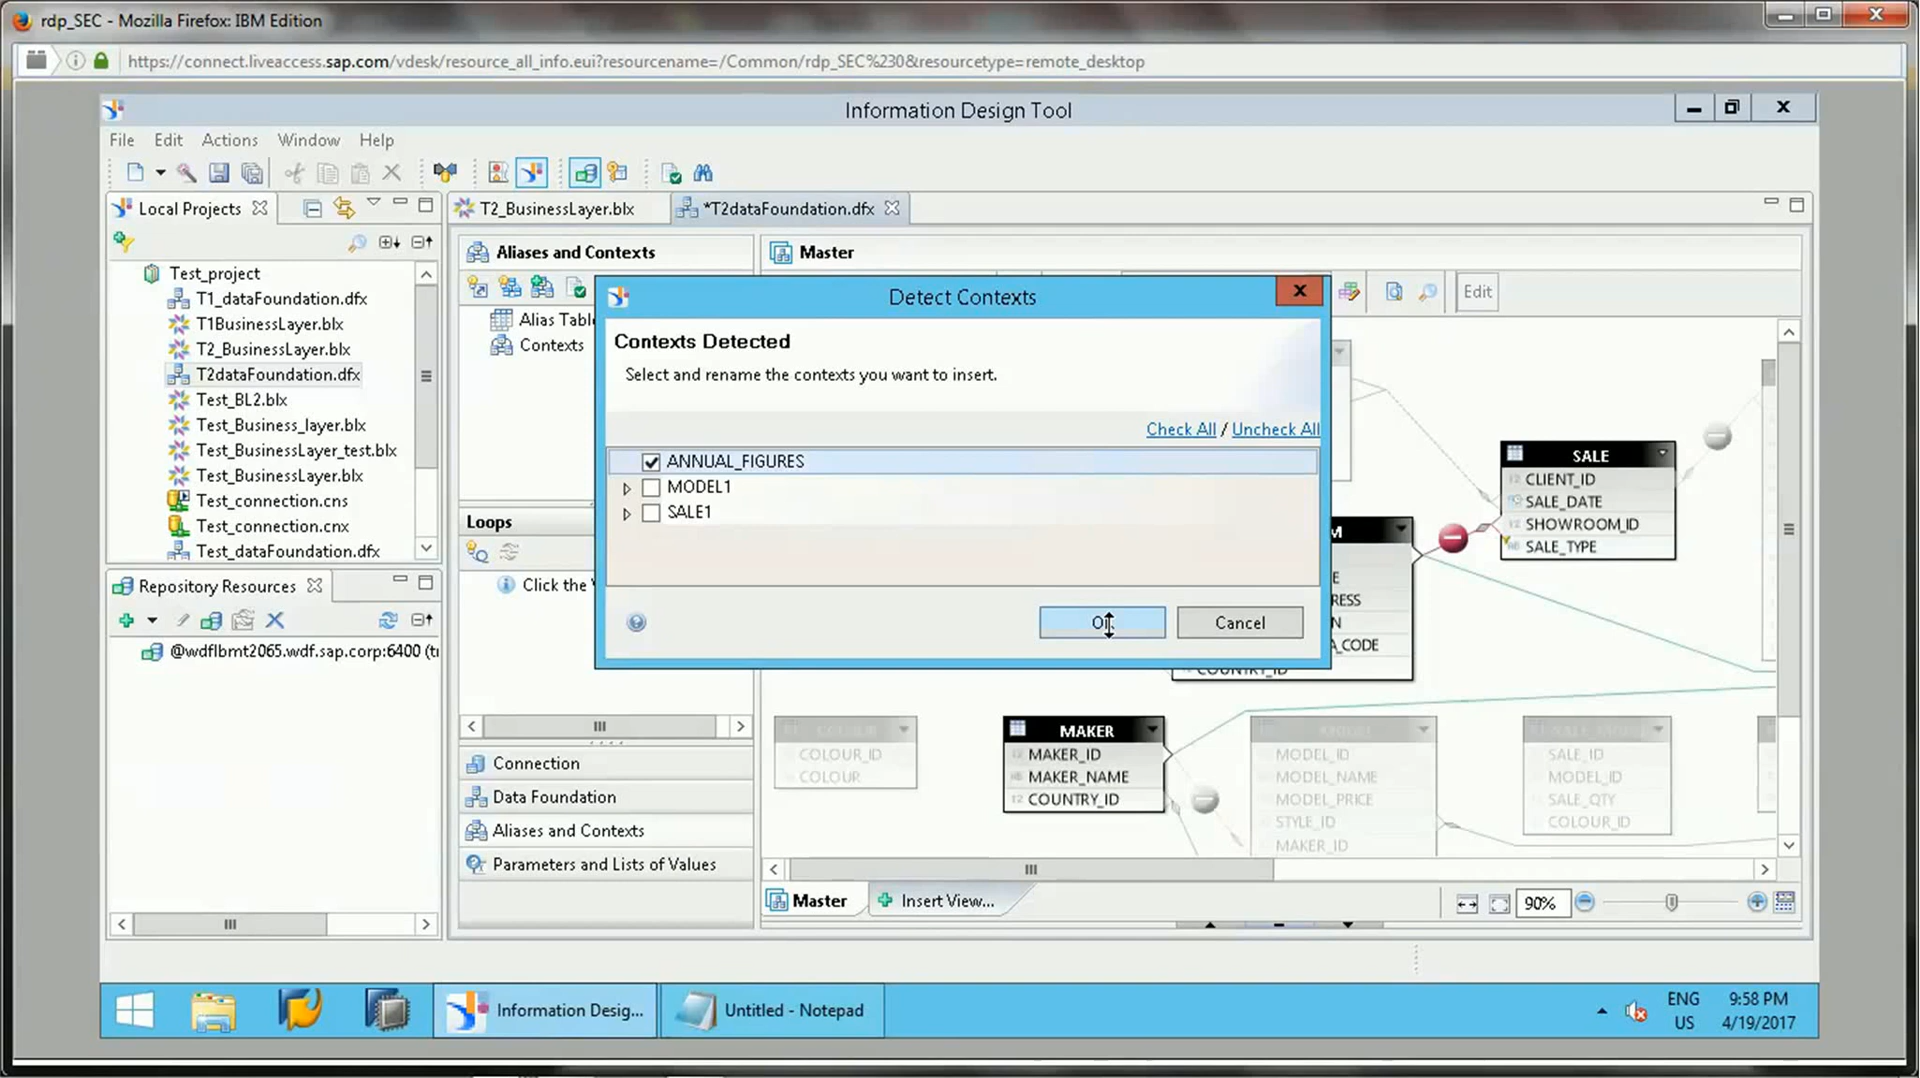 rdp_SEC - Mozilla Firefox: IBM Edition
https://connect.liveaccess.sap.com/vdesk/resource_all_info.eui?resourcename=/Common/rdp_SEC%230&resourcetype=remote_desktop
Information Design Tool
File Edit Actions Window Help
Local Projects
T2_BusinessLayer.blx
*T2dataFoundation.dfx
Test_project
T1_dataFoundation.dfx
T1BusinessLayer.blx
T2_BusinessLayer.blx
T2dataFoundation.dfx
Test_BL2.blx
Test_Business_layer.blx
Test_BusinessLayer_test.blx
Test_BusinessLayer.blx
Test_connection.cns
Test_connection.cnx
Test_dataFoundation.dfx
Repository Resources
@wdflbmt2065.wdf.sap.corp:6400 (t
Aliases and Contexts
Alias Tabl
Contexts
Loops
Click the
Connection
Data Foundation
Aliases and Contexts
Parameters and Lists of Values
Master
Edit
Detect Contexts
Contexts Detected
Select and rename the contexts you want to insert.
Check All / Uncheck All
ANNUAL_FIGURES
MODEL1
SALE1
Cancel
SALE
CLIENT_ID
SALE_DATE
SHOWROOM_ID
SALE_TYPE
M
E
RESS
N
A_CODE
COUNTRY_ID
COLOUR_ID
COLOUR
MAKER
MAKER_ID
MAKER_NAME
COUNTRY_ID
MODEL
MODEL_ID
MODEL_NAME
MODEL_PRICE
STYLE_ID
MAKER_ID
SALE_ID
MODEL_ID
SALE_QTY
COLOUR_ID
Master
Insert View...
90%
Information Desig...
Untitled - Notepad
ENG
US
9:58 PM
4/19/2017